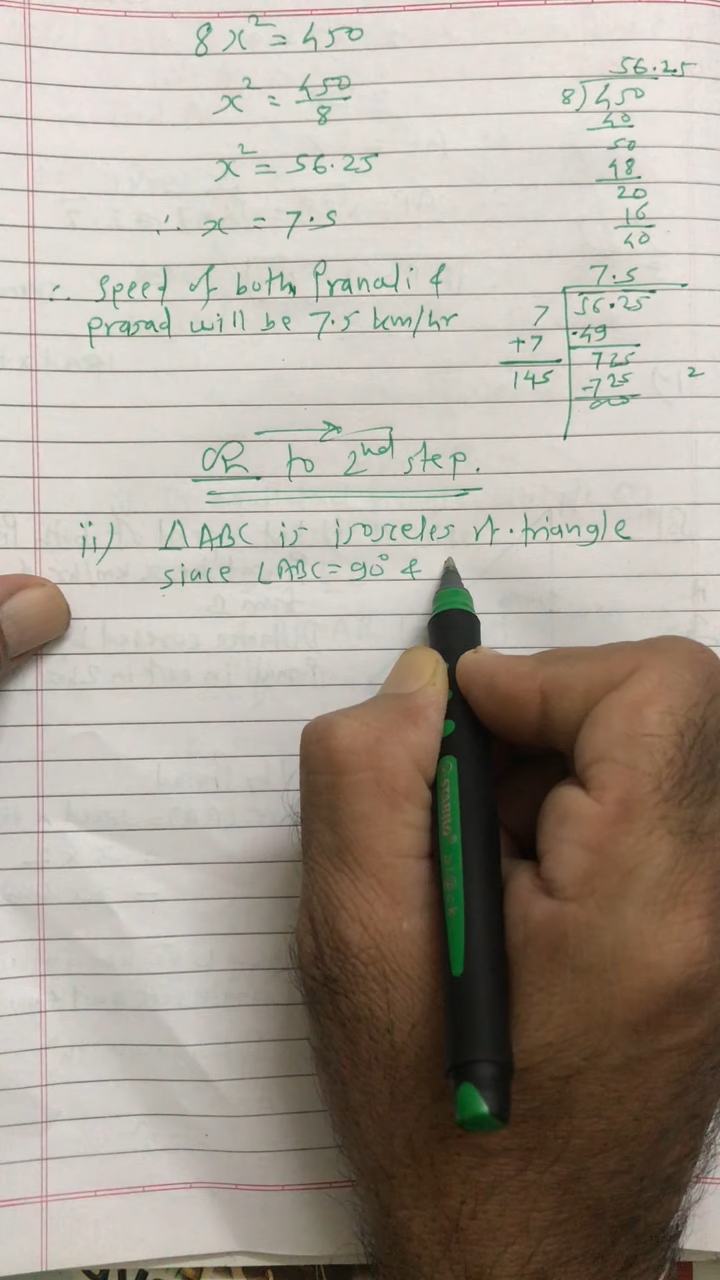 8x² = 450
x² = 450/8
x² = 56.25
∴ x = 7.5
56.25
8) 450
40
50
48
20
16
40
∴ Speed of both Pranali &
prasad will be 7.5 km/hr
7.5
7 56.25
+7 49
145 725
-725
000
2
OR to 2nd step.
ii) △ABC is isosceles rt. triangle
siace ∠ABC = 90° &